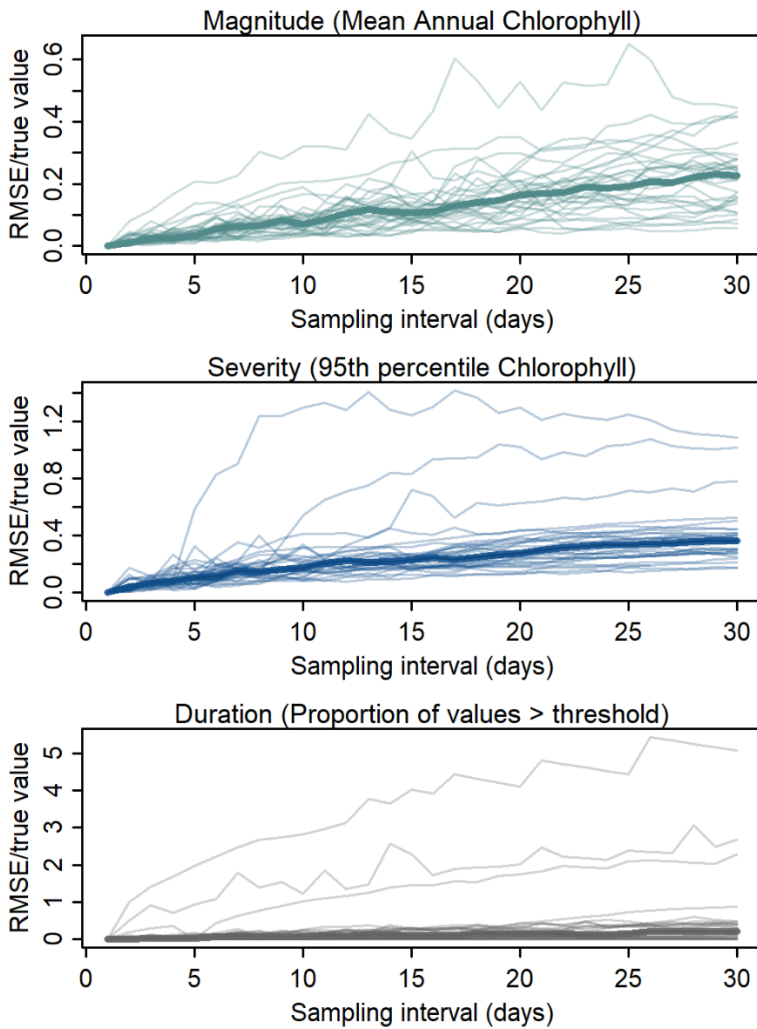 Magnitude (Mean Annual Chlorophyll)
RMSE/true value
0.0 0.2 0.4 0.6
0 5 10 15 20 25 30
Sampling interval (days)
Severity (95th percentile Chlorophyll)
RMSE/true value
0.0 0.4 0.8 1.2
0 5 10 15 20 25 30
Sampling interval (days)
Duration (Proportion of values > threshold)
RMSE/true value
0 1 2 3 4 5
0 5 10 15 20 25 30
Sampling interval (days)